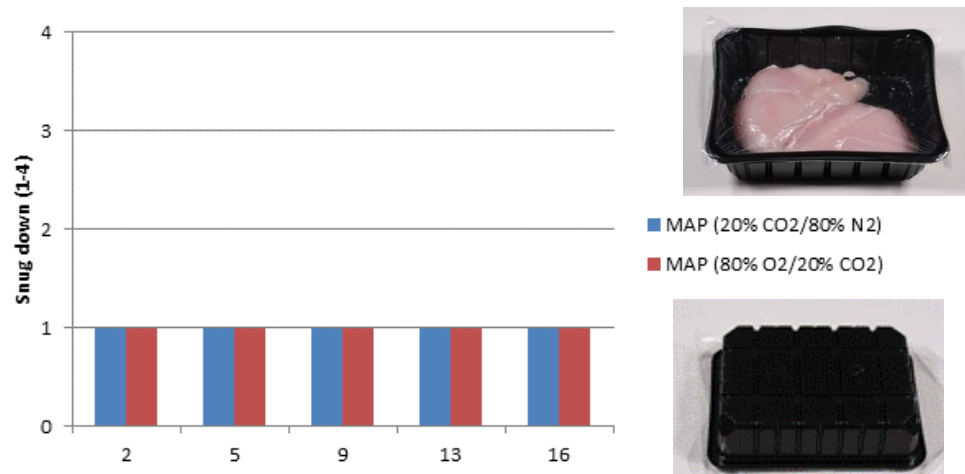 Snug down (1-4)
4
3
2
1
0
2 5 9 13 16
MAP (20% CO2/80% N2)
MAP (80% O2/20% CO2)